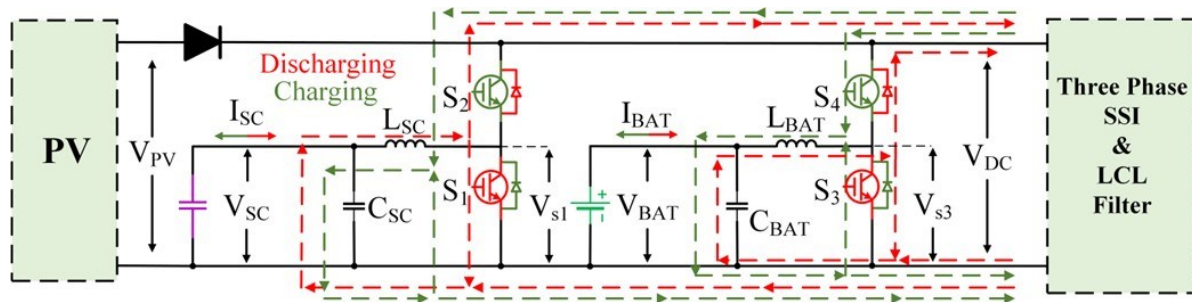 PV
V_PV
Discharging
Charging
I_SC
L_SC
V_SC
C_SC
S_2
S_1
V_s1
I_BAT
L_BAT
V_BAT
C_BAT
S_4
S_3
V_s3
V_DC
Three Phase
SSI
&
LCL
Filter